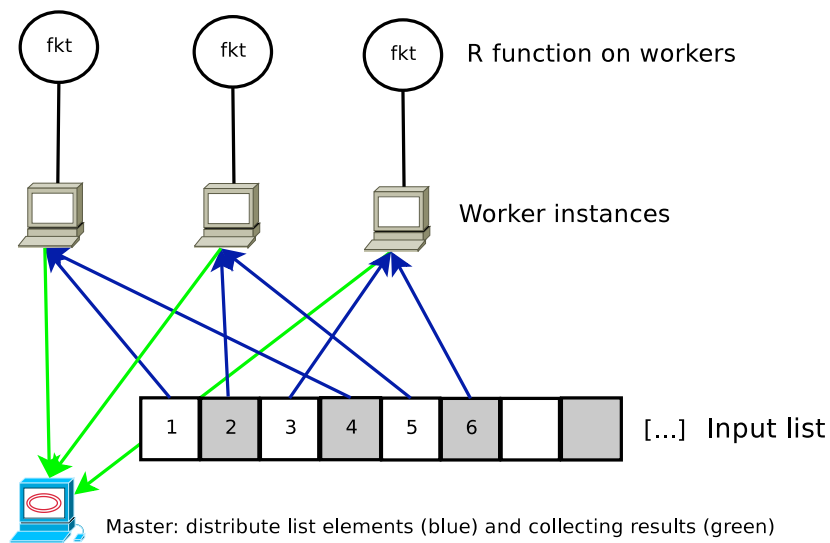 fkt fkt fkt R function on workers
Worker instances
1 2 3 4 5 6 [...] Input list
Master: distribute list elements (blue) and collecting results (green)